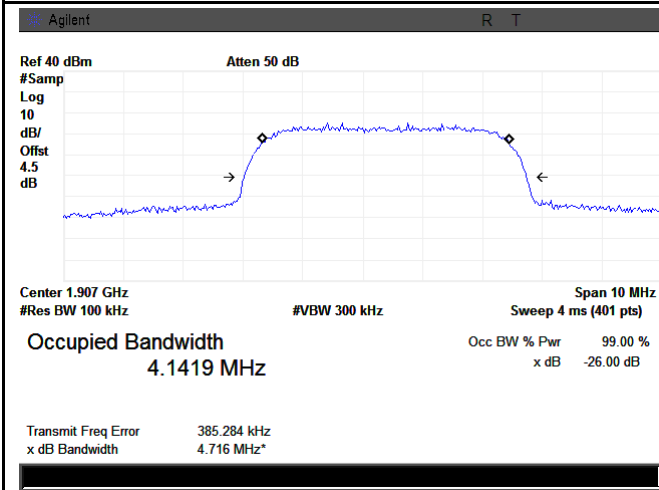 Agilent R T
Ref 40 dBm Atten 50 dB
#Samp
Log
10
dB/
Offst
4.5
dB
Center 1.907 GHz Span 10 MHz
#Res BW 100 kHz #VBW 300 kHz Sweep 4 ms (401 pts)
Occupied Bandwidth Occ BW % Pwr 99.00 %
4.1419 MHz x dB -26.00 dB
Transmit Freq Error 385.284 kHz
x dB Bandwidth 4.716 MHz*